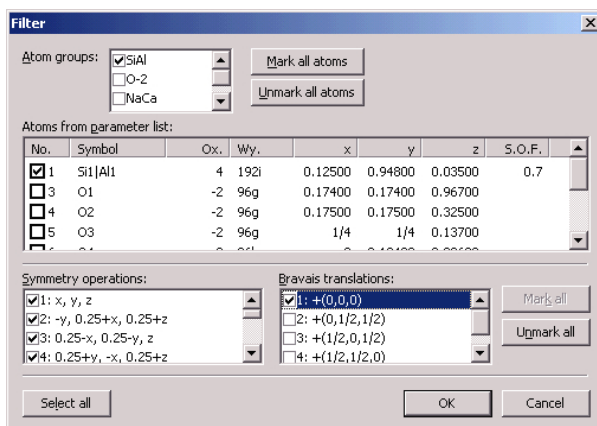 Filter
Atom groups: SiAl
O-2
NaCa
Mark all atoms
Unmark all atoms
Atoms from parameter list:
No. Symbol Ox. Wy. x y z S.O.F.
1 Si1|Al1 4 192i 0.12500 0.94800 0.03500 0.7
3 O1 -2 96g 0.17400 0.17400 0.96700
4 O2 -2 96g 0.17500 0.17500 0.32500
5 O3 -2 96g 1/4 1/4 0.13700
Symmetry operations:
1: x, y, z
2: -y, 0.25+x, 0.25+z
3: 0.25-x, 0.25-y, z
4: 0.25+y, -x, 0.25+z
Bravais translations:
1: +(0,0,0)
2: +(0,1/2,1/2)
3: +(1/2,0,1/2)
4: +(1/2,1/2,0)
Mark all
Unmark all
Select all
OK
Cancel